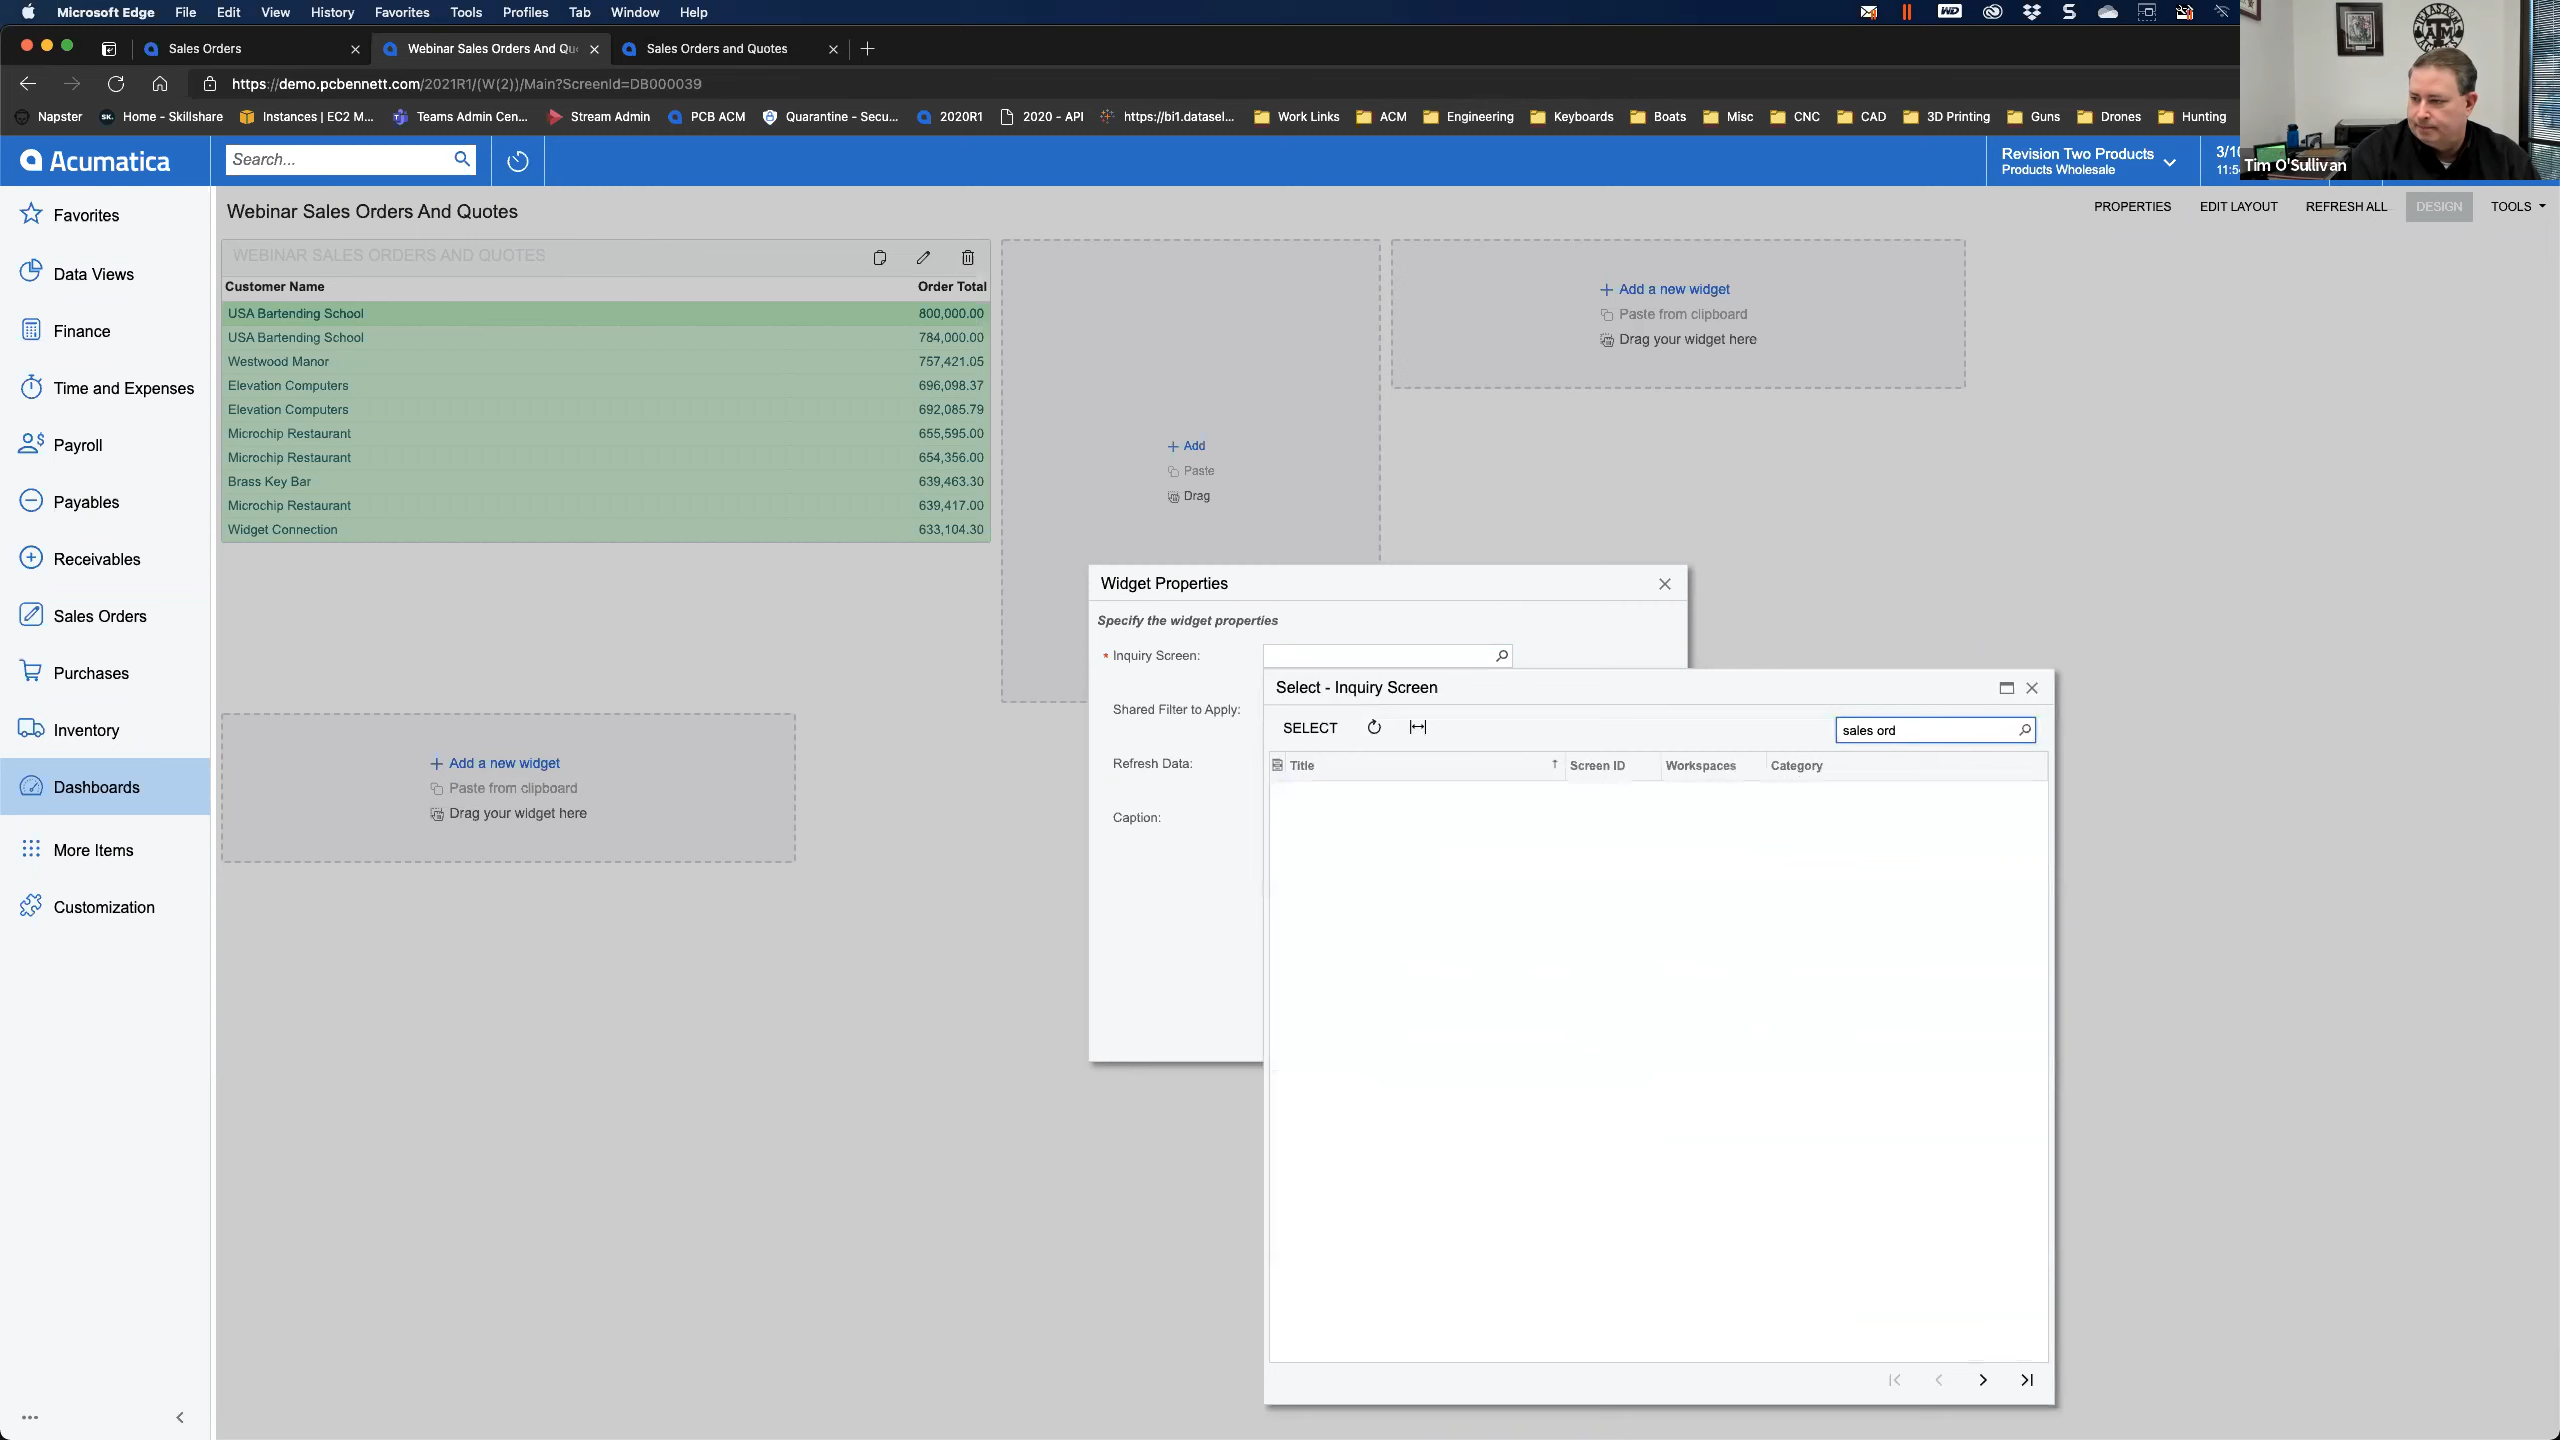 Microsoft Edge File Edit View History Favorites Tools Profiles Tab Window Help
WD
Sales Orders
Webinar Sales Orders And Qu
Sales Orders and Quotes
https://demo.pcbennett.com/2021R1/(W(2))/Main?ScreenId=DB000039
Napster
SK. Home - Skillshare
Instances | EC2 M...
Teams Admin Cen...
Stream Admin
PCB ACM
Quarantine - Secu...
2020R1
2020 - API
https://bi1.datasel...
Work Links
ACM
Engineering
Keyboards
Boats
Misc
CNC
CAD
3D Printing
Guns
Drones
Hunting
Acumatica
Search...
Revision Two Products
Products Wholesale
Tim O'Sullivan
Favorites
Data Views
Finance
Time and Expenses
Payroll
Payables
Receivables
Sales Orders
Purchases
Inventory
Dashboards
More Items
Customization
Webinar Sales Orders And Quotes
PROPERTIES EDIT LAYOUT REFRESH ALL DESIGN TOOLS
WEBINAR SALES ORDERS AND QUOTES
Customer Name Order Total
USA Bartending School 800,000.00
USA Bartending School 784,000.00
Westwood Manor 757,421.05
Elevation Computers 696,098.37
Elevation Computers 692,085.79
Microchip Restaurant 655,595.00
Microchip Restaurant 654,356.00
Brass Key Bar 639,463.30
Microchip Restaurant 639,417.00
Widget Connection 633,104.30
Add
Paste
Drag
Add a new widget
Paste from clipboard
Drag your widget here
Add a new widget
Paste from clipboard
Drag your widget here
Widget Properties
Specify the widget properties
* Inquiry Screen:
Shared Filter to Apply:
Refresh Data:
Caption:
Select - Inquiry Screen
SELECT
sales ord
Title Screen ID Workspaces Category